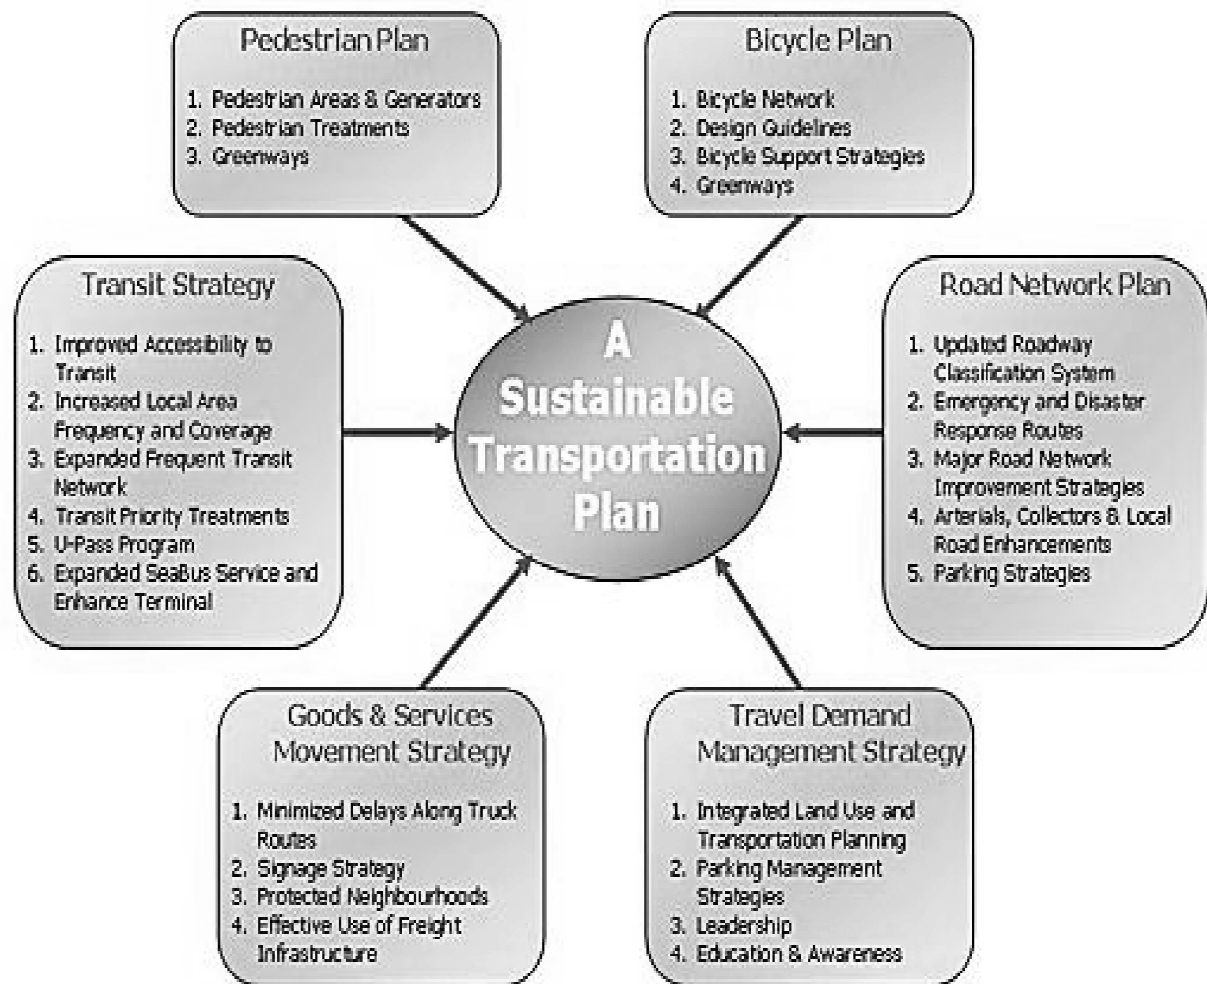 Pedestrian Plan
1. Pedestrian Areas & Generators
2. Pedestrian Treatments
3. Greenways
Bicycle Plan
1. Bicycle Network
2. Design Guidelines
3. Bicycle Support Strategies
4. Greenways
Transit Strategy
1. Improved Accessibility to
Transit
2. Increased Local Area
Frequency and Coverage
3. Expanded Frequent Transit
Network
4. Transit Priority Treatments
5. U-Pass Program
6. Expanded SeaBus Service and
Enhance Terminal
A
Sustainable
Transportation
Plan
Road Network Plan
1. Updated Roadway
Classification System
2. Emergency and Disaster
Response Routes
3. Major Road Network
Improvement Strategies
4. Arterials, Collectors & Local
Road Enhancements
5. Parking Strategies
Goods & Services
Movement Strategy
1. Minimized Delays Along Truck
Routes
2. Signage Strategy
3. Protected Neighbourhoods
4. Effective Use of Freight
Infrastructure
Travel Demand
Management Strategy
1. Integrated Land Use and
Transportation Planning
2. Parking Management
Strategies
3. Leadership
4. Education & Awareness